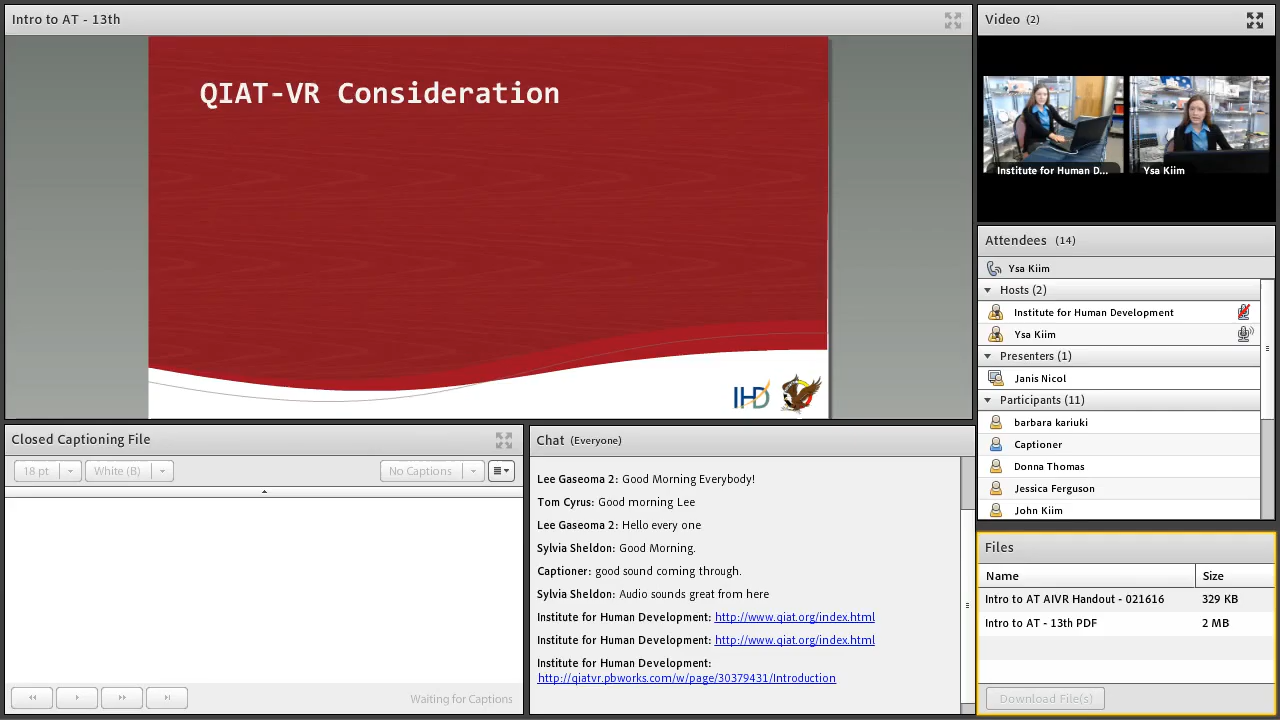 Intro to AT - 13th
QIAT-VR Consideration
IHD
Closed Captioning File
18 pt
White (B)
No Captions
Waiting for Captions
Chat (Everyone)
Lee Gaseoma 2: Good Morning Everybody!
Tom Cyrus: Good morning Lee
Lee Gaseoma 2: Hello every one
Sylvia Sheldon: Good Morning.
Captioner: good sound coming through.
Sylvia Sheldon: Audio sounds great from here
Institute for Human Development: http://www.qiat.org/index.html
Institute for Human Development: http://www.qiat.org/index.html
Institute for Human Development:
http://qiatvr.pbworks.com/w/page/30379431/Introduction
Video (2)
Institute for Human D...
Ysa Kiim
Attendees (14)
Ysa Kiim
Hosts (2)
Institute for Human Development
Ysa Kiim
Presenters (1)
Janis Nicol
Participants (11)
barbara kariuki
Captioner
Donna Thomas
Jessica Ferguson
John Kiim
Files
Name Size
Intro to AT AIVR Handout - 021616 329 KB
Intro to AT - 13th PDF 2 MB
Download File(s)